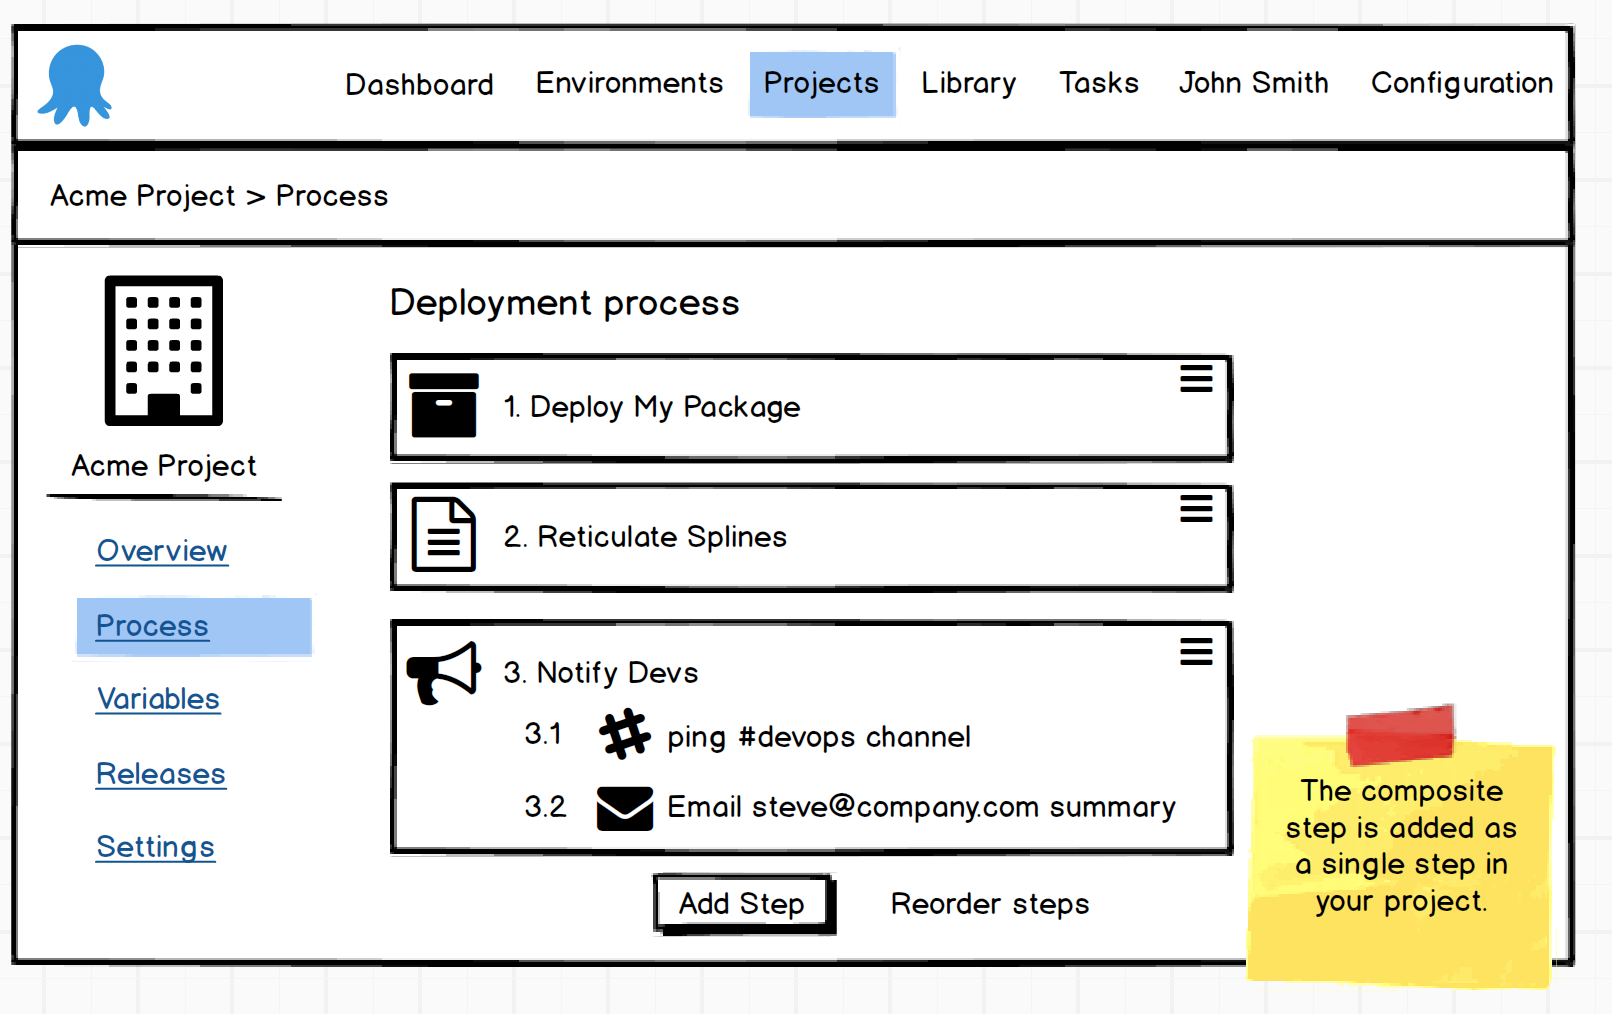 Dashboard Environments Projects Library Tasks John Smith Configuration
Acme Project > Process
Acme Project
Overview
Process
Variables
Releases
Settings
Deployment process
1. Deploy My Package
2. Reticulate Splines
3. Notify Devs
3.1 ping #devops channel
3.2 Email steve@company.com summary
Add Step Reorder steps
The composite
step is added as
a single step in
your project.